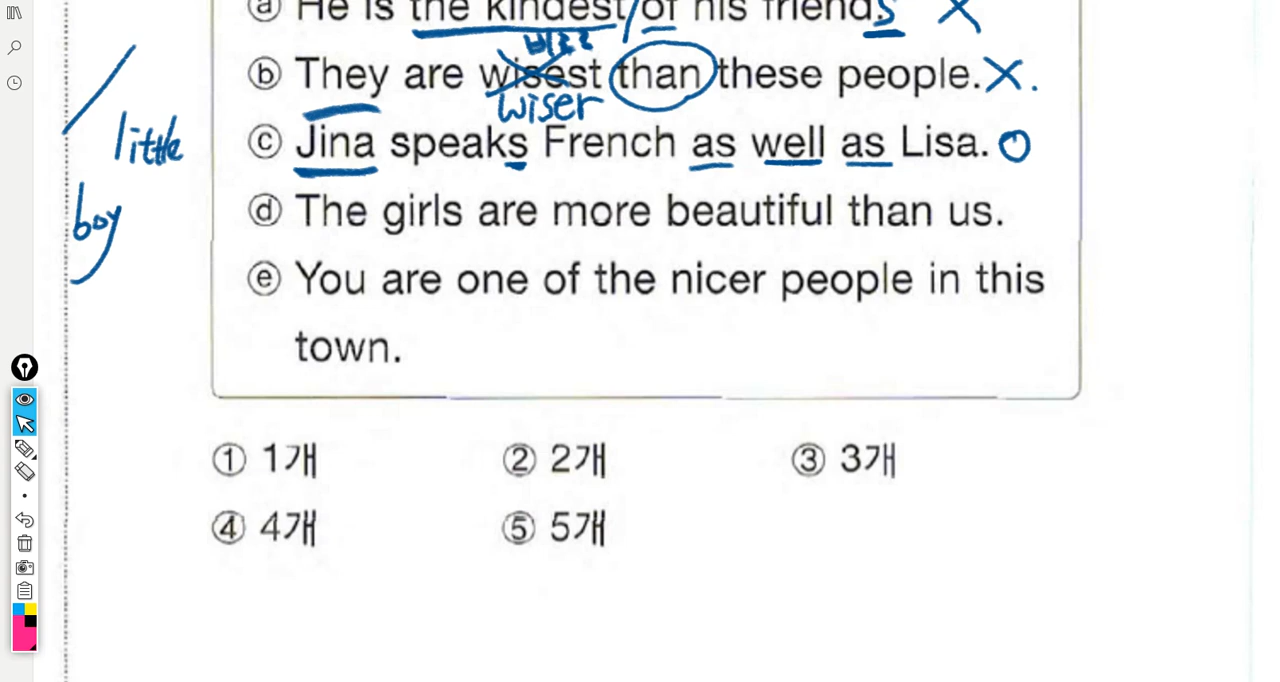 ⓐ He is the kindest / of his friends X
비교
ⓑ They are wisest than these people. X.
wiser
little
ⓒ Jina speaks French as well as Lisa. O
boy
ⓓ The girls are more beautiful than us.
ⓔ You are one of the nicer people in this
town.
① 1개 ② 2개 ③ 3개
④ 4개 ⑤ 5개